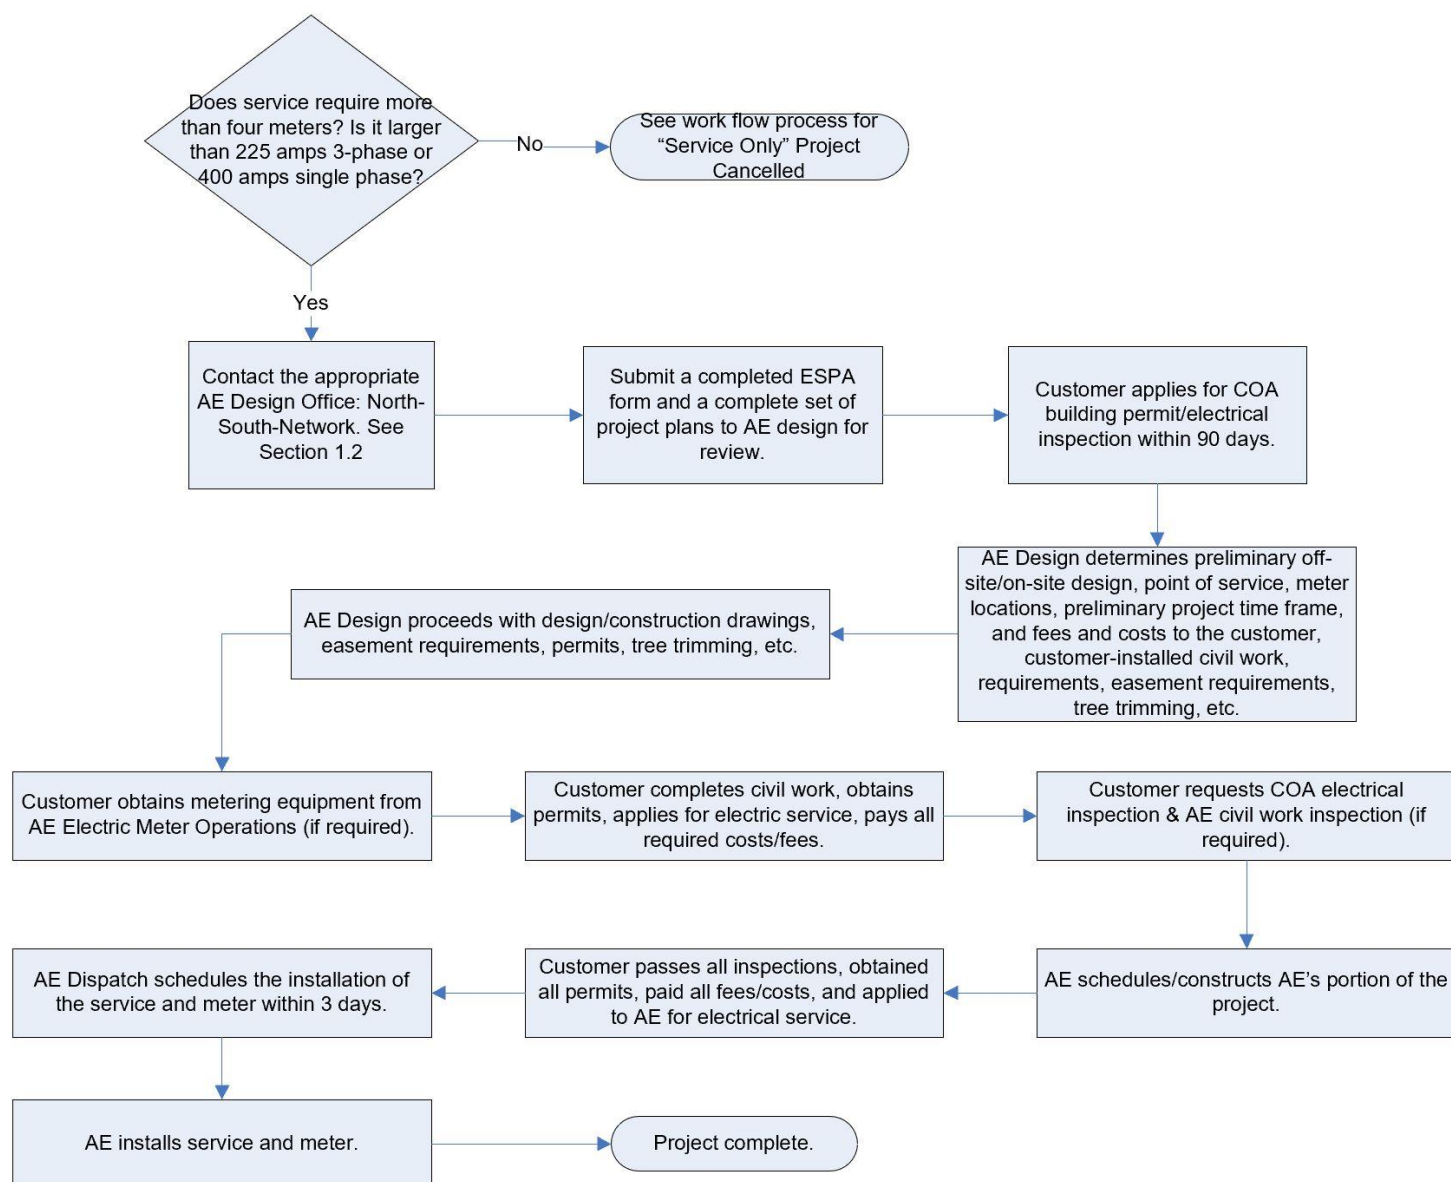 Does service require more
than four meters? Is it larger
than 225 amps 3-phase or
400 amps single phase?
No
See work flow process for
“Service Only” Project
Cancelled
Yes
Contact the appropriate
AE Design Office: North-
South-Network. See
Section 1.2
Submit a completed ESPA
form and a complete set of
project plans to AE design for
review.
Customer applies for COA
building permit/electrical
inspection within 90 days.
AE Design determines preliminary off-
site/on-site design, point of service, meter
locations, preliminary project time frame,
and fees and costs to the customer,
customer-installed civil work,
requirements, easement requirements,
tree trimming, etc.
AE Design proceeds with design/construction drawings,
easement requirements, permits, tree trimming, etc.
Customer obtains metering equipment from
AE Electric Meter Operations (if required).
Customer completes civil work, obtains
permits, applies for electric service, pays all
required costs/fees.
Customer requests COA electrical
inspection & AE civil work inspection (if
required).
AE schedules/constructs AE’s portion of the
project.
Customer passes all inspections, obtained
all permits, paid all fees/costs, and applied
to AE for electrical service.
AE Dispatch schedules the installation of
the service and meter within 3 days.
AE installs service and meter.
Project complete.